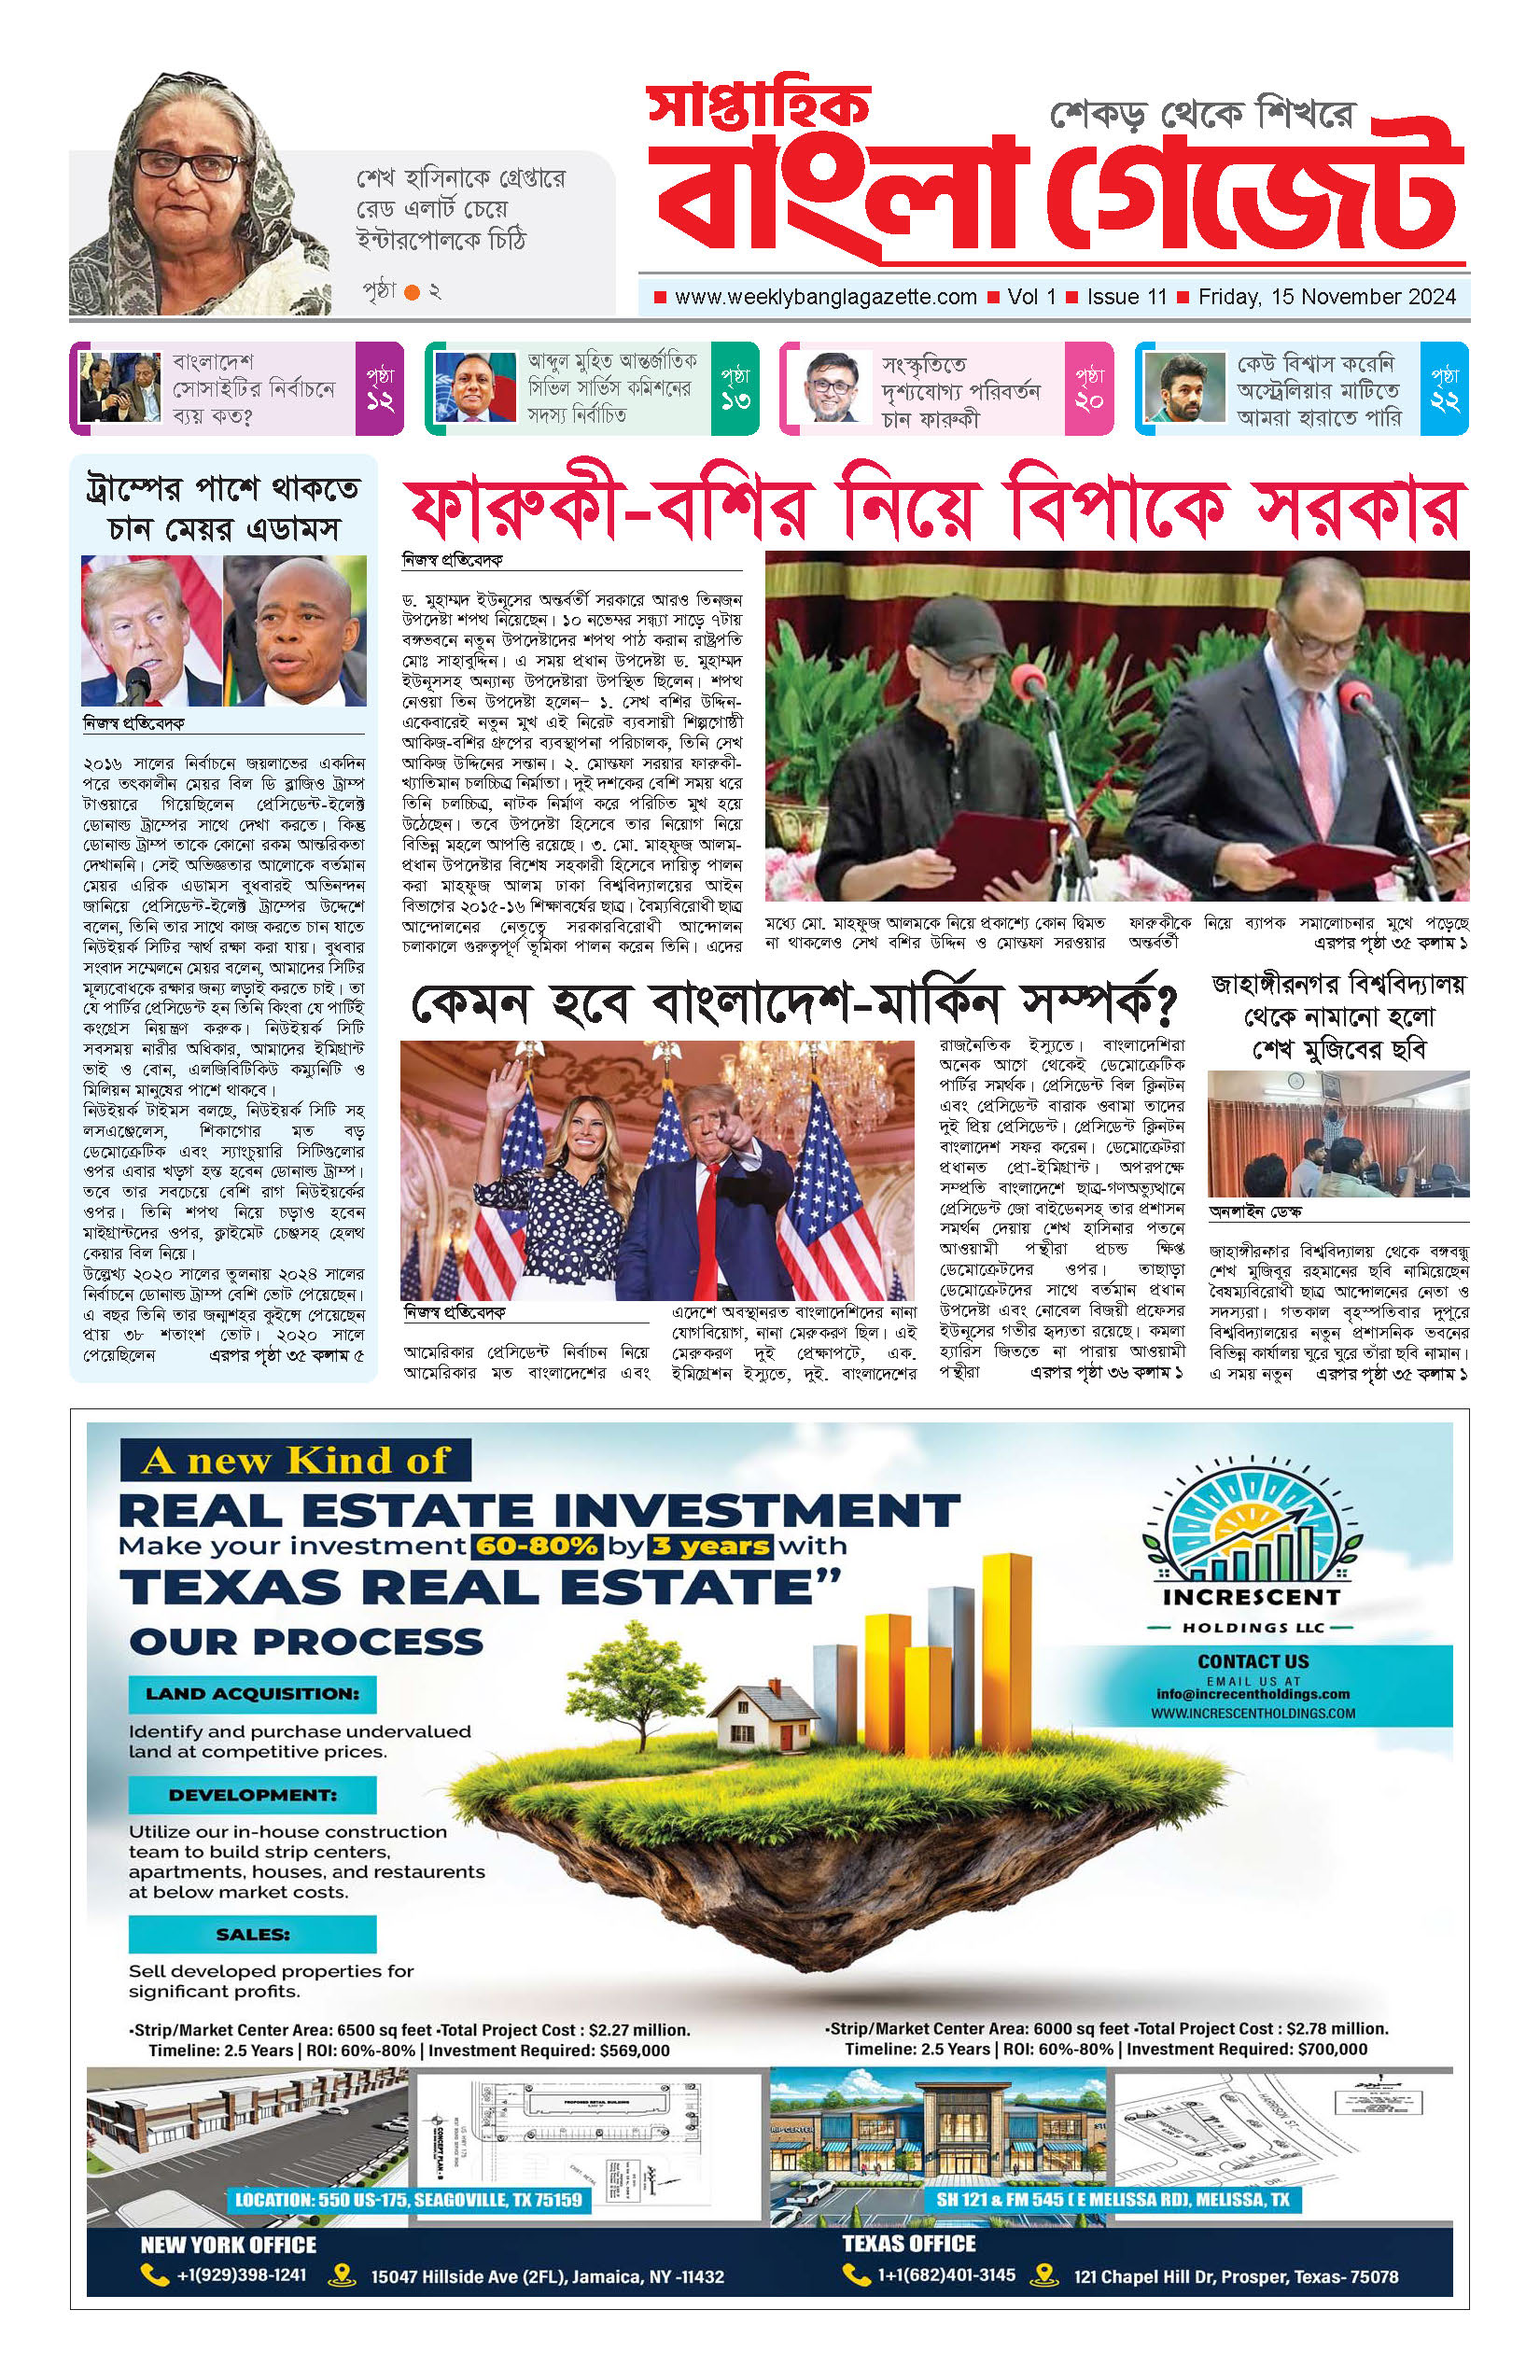 শেখ হাসিনাকে গ্রেপ্তারে
রেড এলার্ট চেয়ে
ইন্টারপোলকে চিঠি
পৃষ্ঠা ● ২
সাপ্তাহিক
শেকড় থেকে শিখরে
বাংলা গেজেট
www.weeklybanglagazette.com ■ Vol 1 ■ Issue 11 ■ Friday, 15 November 2024
বাংলাদেশ
সোসাইটির নির্বাচনে
ব্যয় কত?
পৃষ্ঠা
১২
আব্দুল মুহিত আন্তর্জাতিক
সিভিল সার্ভিস কমিশনের
সদস্য নির্বাচিত
পৃষ্ঠা
১৩
সংস্কৃতিতে
দৃশ্যযোগ্য পরিবর্তন
চান ফারুকী
পৃষ্ঠা
২০
কেউ বিশ্বাস করেনি
অস্ট্রেলিয়ার মাটিতে
আমরা হারাতে পারি
পৃষ্ঠা
২২
ট্রাম্পের পাশে থাকতে
চান মেয়র এডামস
নিজস্ব প্রতিবেদক
২০১৬ সালের নির্বাচনে জয়লাভের একদিন
পরে তৎকালীন মেয়র বিল ডি ব্লাজিও ট্রাম্প
টাওয়ারে গিয়েছিলেন প্রেসিডেন্ট-ইলেক্ট
ডোনাল্ড ট্রাম্পের সাথে দেখা করতে। কিন্তু
ডোনাল্ড ট্রাম্প তাকে কোনো রকম আন্তরিকতা
দেখাননি। সেই অভিজ্ঞতার আলোকে বর্তমান
মেয়র এরিক এডামস বুধবারই অভিনন্দন
জানিয়ে প্রেসিডেন্ট-ইলেক্ট ট্রাম্পের উদ্দেশে
বলেন, তিনি তার সাথে কাজ করতে চান যাতে
নিউইয়র্ক সিটির স্বার্থ রক্ষা করা যায়। বুধবার
সংবাদ সম্মেলনে মেয়র বলেন, আমাদের সিটির
মূল্যবোধকে রক্ষার জন্য লড়াই করতে চাই। তা
যে পার্টির প্রেসিডেন্ট হন তিনি কিংবা যে পার্টিই
কংগ্রেস নিয়ন্ত্রণ করুক। নিউইয়র্ক সিটি
সবসময় নারীর অধিকার, আমাদের ইমিগ্রান্ট
ভাই ও বোন, এলজিবিটিকিউ কম্যুনিটি ও
মিলিয়ন মানুষের পাশে থাকবে।
নিউইয়র্ক টাইমস বলছে, নিউইয়র্ক সিটি সহ
লসএঞ্জেলেস, শিকাগোর মত বড়
ডেমোক্রেটিক এবং স্যাংচুয়ারি সিটিগুলোর
ওপর এবার খড়্গ হস্ত হবেন ডোনাল্ড ট্রাম্প।
তবে তার সবচেয়ে বেশি রাগ নিউইয়র্কের
ওপর। তিনি শপথ নিয়ে চড়াও হবেন
মাইগ্রান্টদের ওপর, ক্লাইমেট চেঞ্জসহ হেলথ
কেয়ার বিল নিয়ে।
উল্লেখ্য ২০২০ সালের তুলনায় ২০২৪ সালের
নির্বাচনে ডোনাল্ড ট্রাম্প বেশি ভোট পেয়েছেন।
এ বছর তিনি তার জন্মশহর কুইন্সে পেয়েছেন
প্রায় ৩৮ শতাংশ ভোট। ২০২০ সালে
পেয়েছিলেন এরপর পৃষ্ঠা ৩৫ কলাম ৫
ফারুকী-বশির নিয়ে বিপাকে সরকার
নিজস্ব প্রতিবেদক
ড. মুহাম্মদ ইউনূসের অন্তর্বর্তী সরকারে আরও তিনজন
উপদেষ্টা শপথ নিয়েছেন। ১০ নভেম্বর সন্ধ্যা সাড়ে ৭টায়
বঙ্গভবনে নতুন উপদেষ্টাদের শপথ পাঠ করান রাষ্ট্রপতি
মোঃ সাহাবুদ্দিন। এ সময় প্রধান উপদেষ্টা ড. মুহাম্মদ
ইউনূসসহ অন্যান্য উপদেষ্টারা উপস্থিত ছিলেন। শপথ
নেওয়া তিন উপদেষ্টা হলেন– ১. সেখ বশির উদ্দিন-
একেবারেই নতুন মুখ এই নিরেট ব্যবসায়ী শিল্পগোষ্ঠী
আকিজ-বশির গ্রুপের ব্যবস্থাপনা পরিচালক, তিনি সেখ
আকিজ উদ্দিনের সন্তান। ২. মোস্তফা সরয়ার ফারুকী-
খ্যাতিমান চলচ্চিত্র নির্মাতা। দুই দশকের বেশি সময় ধরে
তিনি চলচ্চিত্র, নাটক নির্মাণ করে পরিচিত মুখ হয়ে
উঠেছেন। তবে উপদেষ্টা হিসেবে তার নিয়োগ নিয়ে
বিভিন্ন মহলে আপত্তি রয়েছে। ৩. মো. মাহফুজ আলম-
প্রধান উপদেষ্টার বিশেষ সহকারী হিসেবে দায়িত্ব পালন
করা মাহফুজ আলম ঢাকা বিশ্ববিদ্যালয়ের আইন
বিভাগের ২০১৫-১৬ শিক্ষাবর্ষের ছাত্র। বৈষম্যবিরোধী ছাত্র
আন্দোলনের নেতৃত্বে সরকারবিরোধী আন্দোলন
চলাকালে গুরুত্বপূর্ণ ভূমিকা পালন করেন তিনি। এদের
মধ্যে মো. মাহফুজ আলমকে নিয়ে প্রকাশ্যে কোন দ্বিমত
না থাকলেও সেখ বশির উদ্দিন ও মোস্তফা সরওয়ার
ফারুকীকে নিয়ে ব্যাপক সমালোচনার মুখে পড়েছে
অন্তর্বর্তী এরপর পৃষ্ঠা ৩৫ কলাম ১
কেমন হবে বাংলাদেশ-মার্কিন সম্পর্ক?
নিজস্ব প্রতিবেদক
আমেরিকার প্রেসিডেন্ট নির্বাচন নিয়ে
আমেরিকার মত বাংলাদেশের এবং
এদেশে অবস্থানরত বাংলাদেশিদের নানা
যোগবিয়োগ, নানা মেরুকরণ ছিল। এই
মেরুকরণ দুই প্রেক্ষাপটে, এক.
ইমিগ্রেশন ইস্যুতে, দুই. বাংলাদেশের
রাজনৈতিক ইস্যুতে। বাংলাদেশিরা
অনেক আগে থেকেই ডেমোক্রেটিক
পার্টির সমর্থক। প্রেসিডেন্ট বিল ক্লিনটন
এবং প্রেসিডেন্ট বারাক ওবামা তাদের
দুই প্রিয় প্রেসিডেন্ট। প্রেসিডেন্ট ক্লিনটন
বাংলাদেশ সফর করেন। ডেমোক্রেটরা
প্রধানত প্রো-ইমিগ্রান্ট। অপরপক্ষে
সম্প্রতি বাংলাদেশে ছাত্র-গণঅভ্যুত্থানে
প্রেসিডেন্ট জো বাইডেনসহ তার প্রশাসন
সমর্থন দেয়ায় শেখ হাসিনার পতনে
আওয়ামী পন্থীরা প্রচন্ড ক্ষিপ্ত
ডেমোক্রেটদের ওপর। তাছাড়া
ডেমোক্রেটদের সাথে বর্তমান প্রধান
উপদেষ্টা এবং নোবেল বিজয়ী প্রফেসর
ইউনূসের গভীর হৃদ্যতা রয়েছে। কমলা
হ্যারিস জিততে না পারায় আওয়ামী
পন্থীরা এরপর পৃষ্ঠা ৩৬ কলাম ১
জাহাঙ্গীরনগর বিশ্ববিদ্যালয়
থেকে নামানো হলো
শেখ মুজিবের ছবি
অনলাইন ডেস্ক
জাহাঙ্গীরনগর বিশ্ববিদ্যালয় থেকে বঙ্গবন্ধু
শেখ মুজিবুর রহমানের ছবি নামিয়েছেন
বৈষম্যবিরোধী ছাত্র আন্দোলনের নেতা ও
সদস্যরা। গতকাল বৃহস্পতিবার দুপুরে
বিশ্ববিদ্যালয়ের নতুন প্রশাসনিক ভবনের
বিভিন্ন কার্যালয় ঘুরে ঘুরে তাঁরা ছবি নামান।
এ সময় নতুন এরপর পৃষ্ঠা ৩৫ কলাম ১
A new Kind of
REAL ESTATE INVESTMENT
Make your investment 60-80% by 3 years with
TEXAS REAL ESTATE”
OUR PROCESS
LAND ACQUISITION:
Identify and purchase undervalued
land at competitive prices.
DEVELOPMENT:
Utilize our in-house construction
team to build strip centers,
apartments, houses, and restaurents
at below market costs.
SALES:
Sell developed properties for
significant profits.
INCRESCENT
HOLDINGS LLC
CONTACT US
EMAIL US AT
info@increcentholdings.com
WWW.INCRESCENTHOLDINGS.COM
•Strip/Market Center Area: 6500 sq feet •Total Project Cost : $2.27 million.
Timeline: 2.5 Years | ROI: 60%-80% | Investment Required: $569,000
•Strip/Market Center Area: 6000 sq feet •Total Project Cost : $2.78 million.
Timeline: 2.5 Years | ROI: 60%-80% | Investment Required: $700,000
PROPOSED RETAIL BUILDING
CONCEPT PLAN - B
HARRISON ST.
LOCATION: 550 US-175, SEAGOVILLE, TX 75159
SH 121 & FM 545 ( E MELISSA RD), MELISSA, TX
NEW YORK OFFICE
+1(929)398-1241
15047 Hillside Ave (2FL), Jamaica, NY -11432
TEXAS OFFICE
1+1(682)401-3145
121 Chapel Hill Dr, Prosper, Texas- 75078